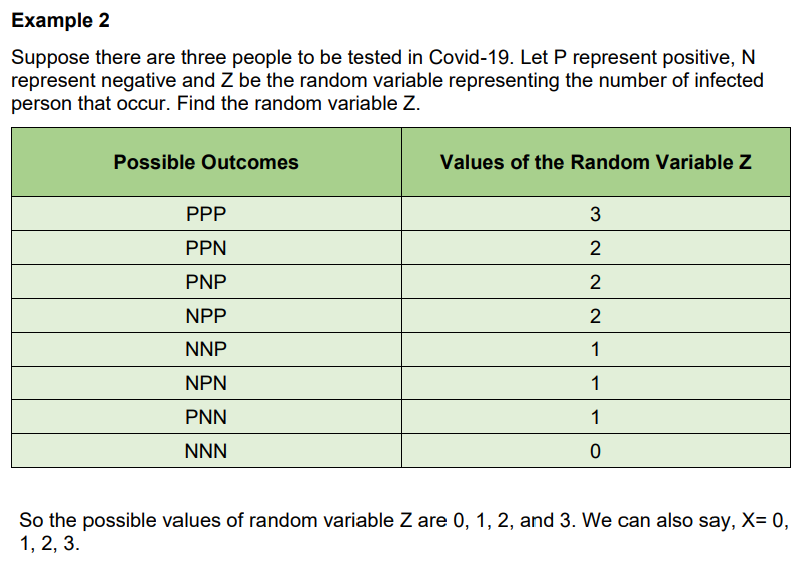 Example 2
Suppose there are three people to be tested in Covid-19. Let P represent positive, N
represent negative and Z be the random variable representing the number of infected
person that occur. Find the random variable Z.
Possible Outcomes Values of the Random Variable Z
PPP 3
PPN 2
PNP 2
NPP 2
NNP 1
NPN 1
PNN 1
NNN 0
So the possible values of random variable Z are 0, 1, 2, and 3. We can also say, X= 0,
1, 2, 3.